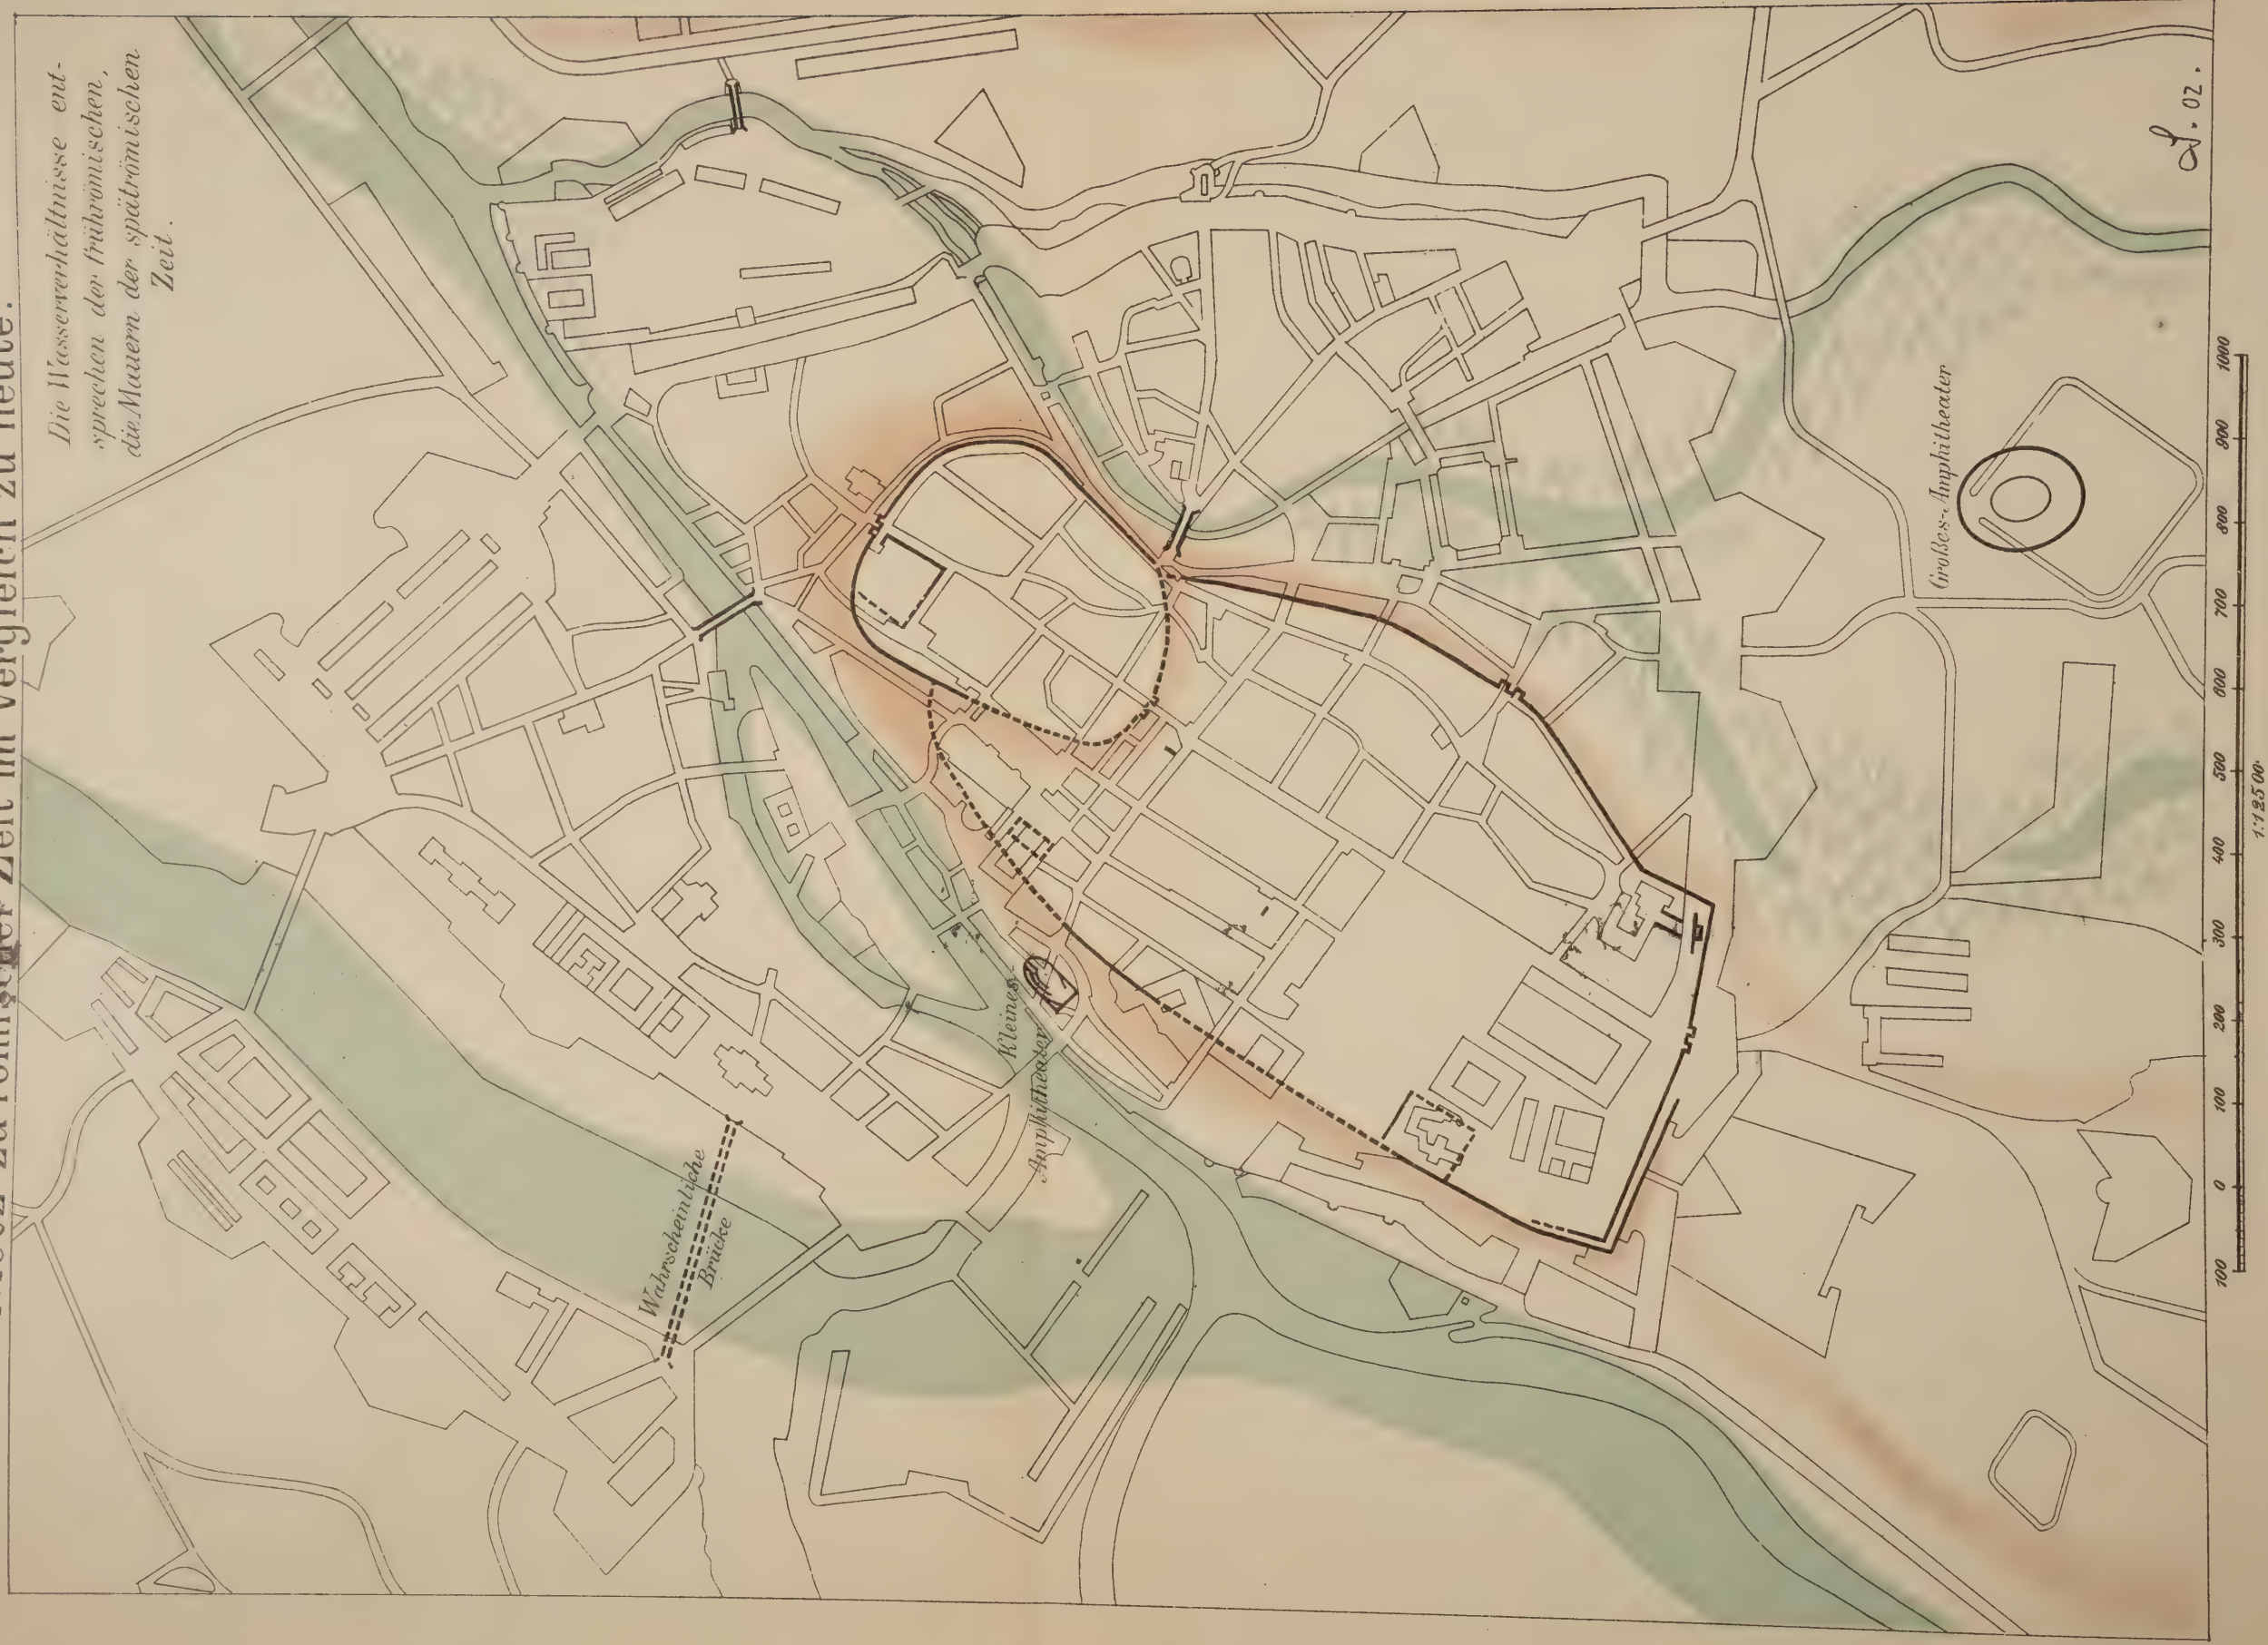 zu römischer Zeit im Vergleich zu heute.
Die Wasserverhältnisse ent-
sprechen der frührömischen,
die Mauern der spätrömischen
Zeit.
Wahrscheinliche
Brücke
Kleines-
Amphitheater
Großes-Amphitheater
02.
100 0 100 200 300 400 500 600 700 800 900 1000
1:12500